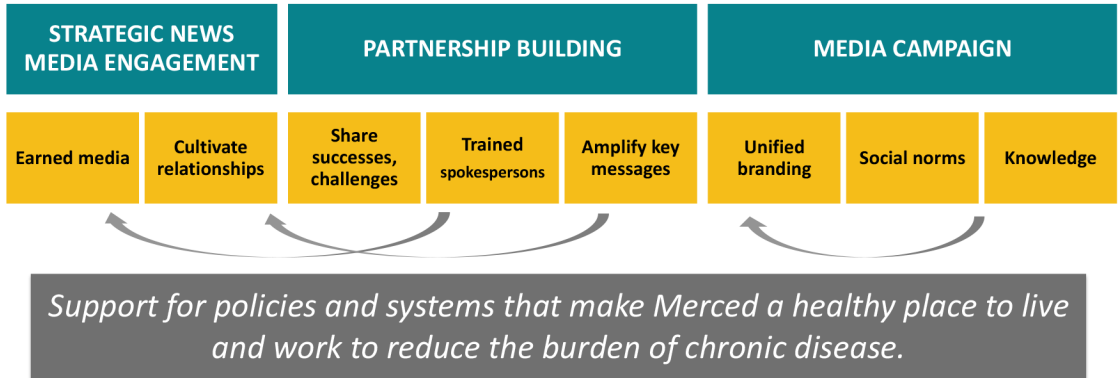 STRATEGIC NEWS
MEDIA ENGAGEMENT
PARTNERSHIP BUILDING
MEDIA CAMPAIGN
Earned media
Cultivate
relationships
Share
successes,
challenges
Trained
spokespersons
Amplify key
messages
Unified
branding
Social norms
Knowledge
Support for policies and systems that make Merced a healthy place to live
and work to reduce the burden of chronic disease.